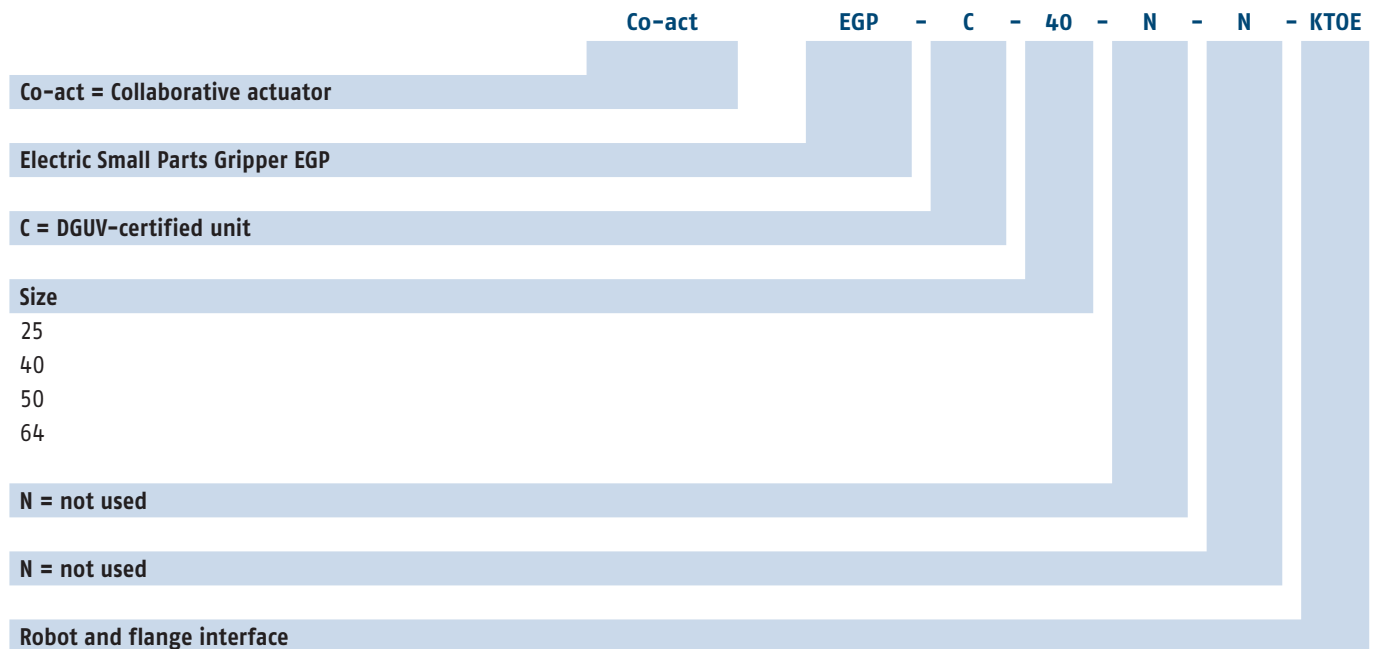 Co-act EGP - C - 40 - N - N - KTOE
Co-act = Collaborative actuator
Electric Small Parts Gripper EGP
C = DGUV-certified unit
Size
25
40
50
64
N = not used
N = not used
Robot and flange interface